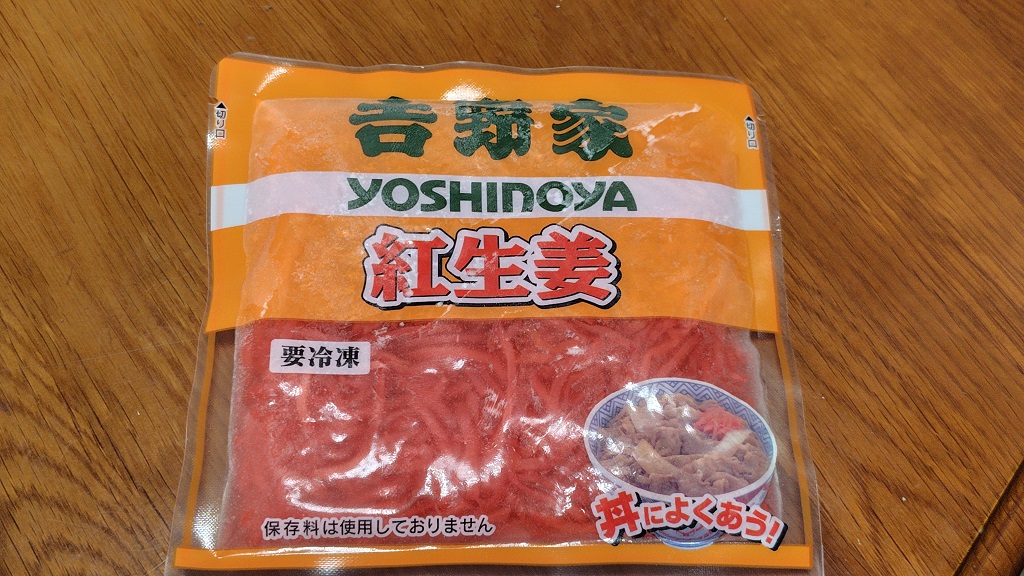 吉野家
YOSHINOYA
紅生姜
▲切り口
▲切り口
要冷凍
保存料は使用しておりません
丼によくあう!